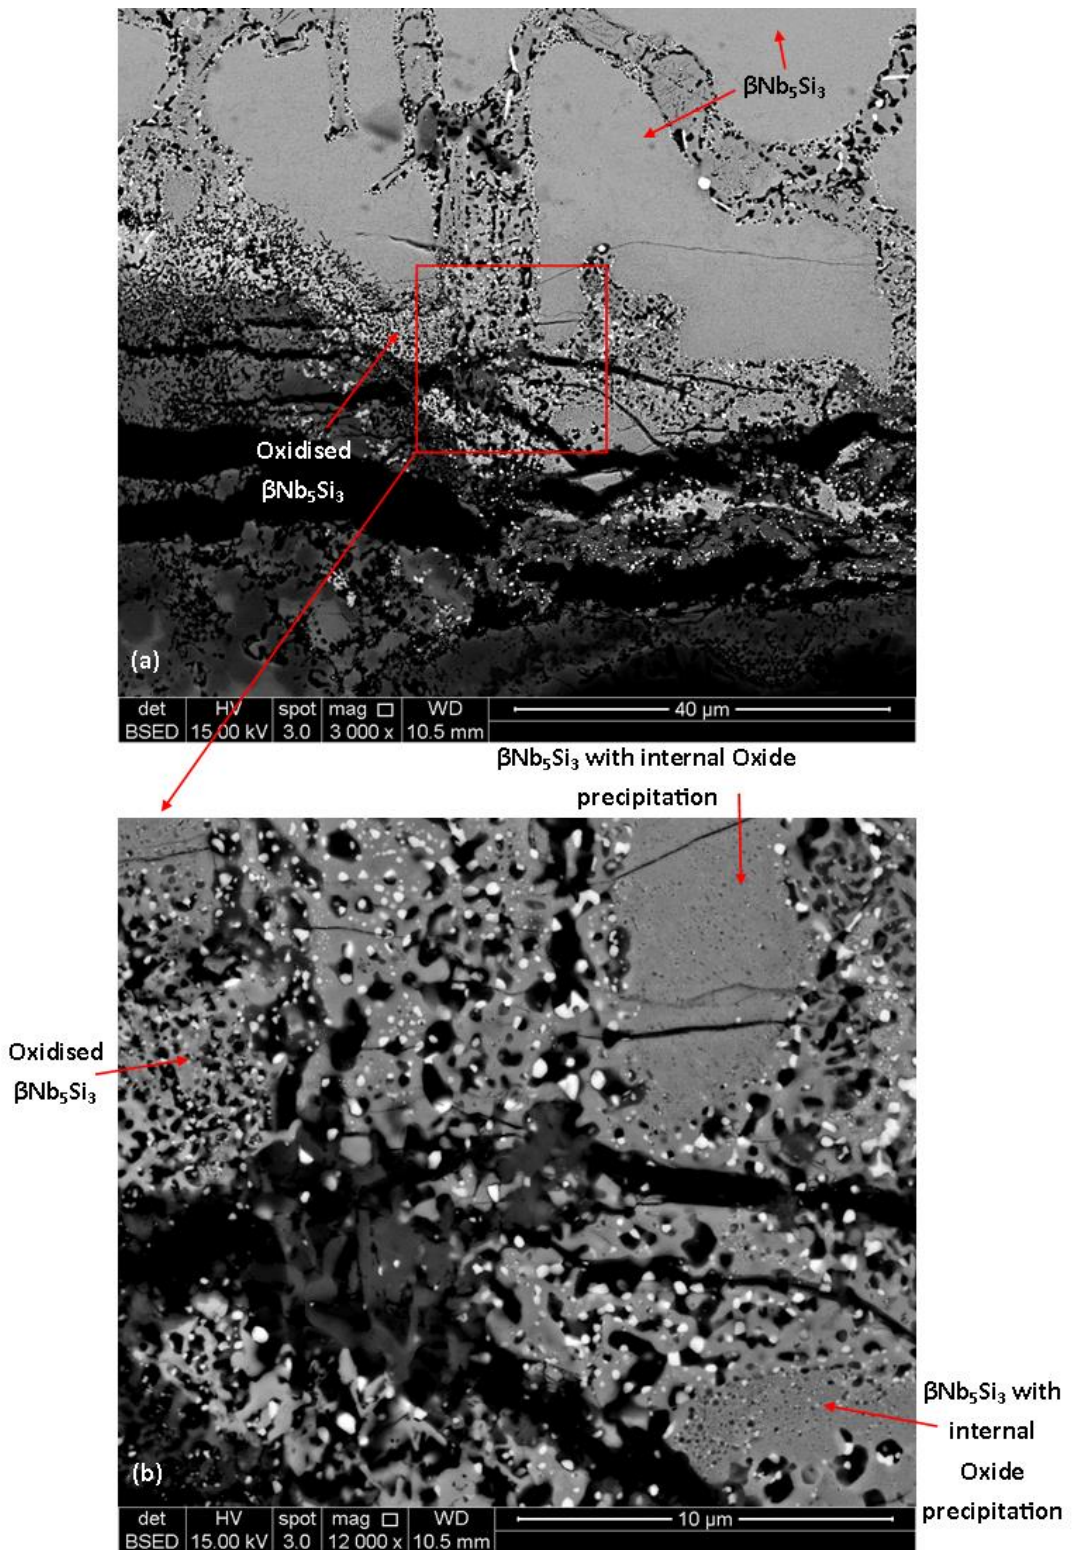 βNb₅Si₃
Oxidised
βNb₅Si₃
(a)
det HV spot mag □ WD 40 µm
BSED 15.00 kV 3.0 3 000 x 10.5 mm
βNb₅Si₃ with internal Oxide
precipitation
Oxidised
βNb₅Si₃
βNb₅Si₃ with
internal
Oxide
precipitation
(b)
det HV spot mag □ WD 10 µm
BSED 15.00 kV 3.0 12 000 x 10.5 mm